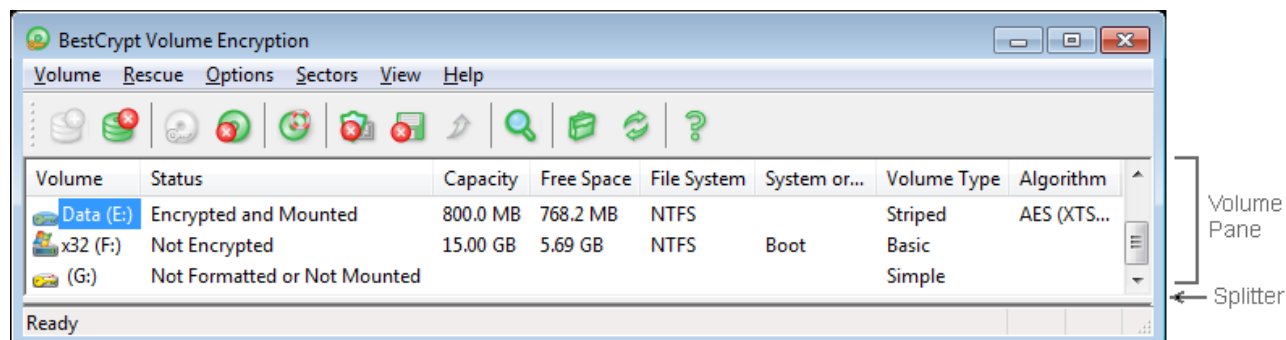 BestCrypt Volume Encryption
Volume Rescue Options Sectors View Help
Volume Status Capacity Free Space File System System or... Volume Type Algorithm
Data (E:) Encrypted and Mounted 800.0 MB 768.2 MB NTFS Striped AES (XTS...
x32 (F:) Not Encrypted 15.00 GB 5.69 GB NTFS Boot Basic
(G:) Not Formatted or Not Mounted Simple
Volume
Pane
Splitter
Ready